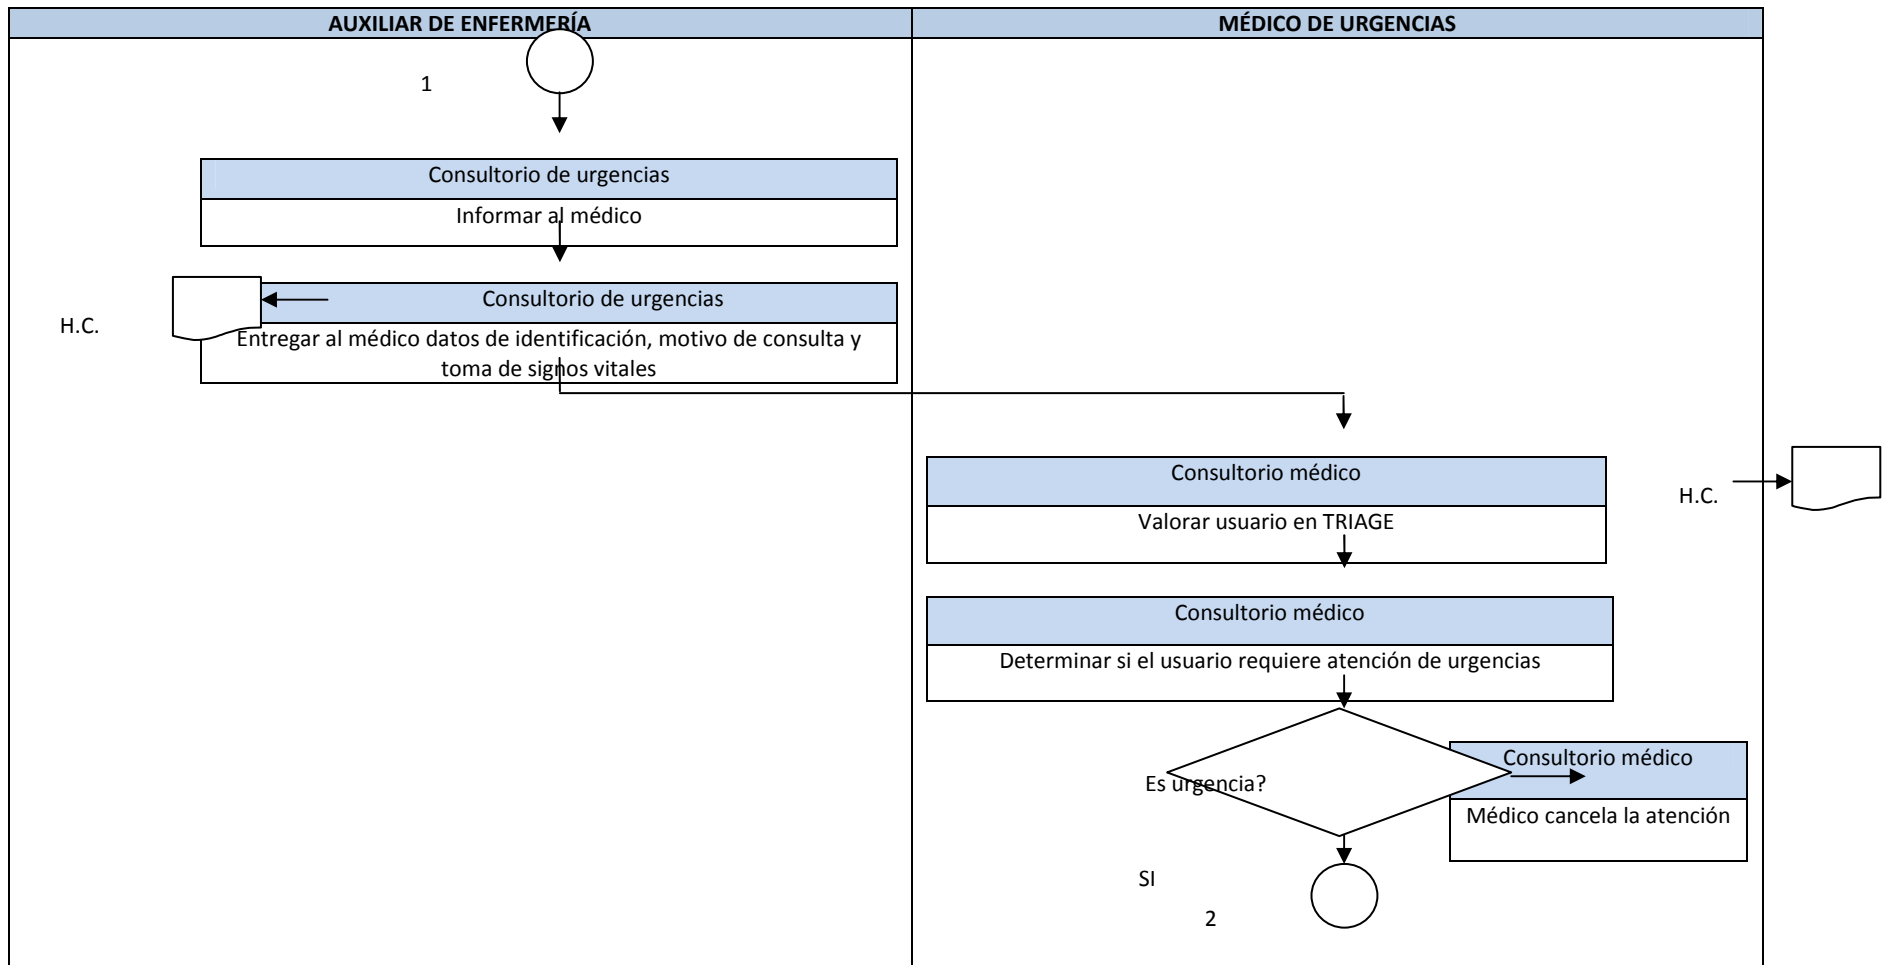 AUXILIAR DE ENFERMERÍA
MÉDICO DE URGENCIAS
1
Consultorio de urgencias
Informar al médico
Consultorio de urgencias
H.C.
Entregar al médico datos de identificación, motivo de consulta y
toma de signos vitales
Consultorio médico
H.C.
Valorar usuario en TRIAGE
Consultorio médico
Determinar si el usuario requiere atención de urgencias
Es urgencia?
Consultorio médico
Médico cancela la atención
SI
2